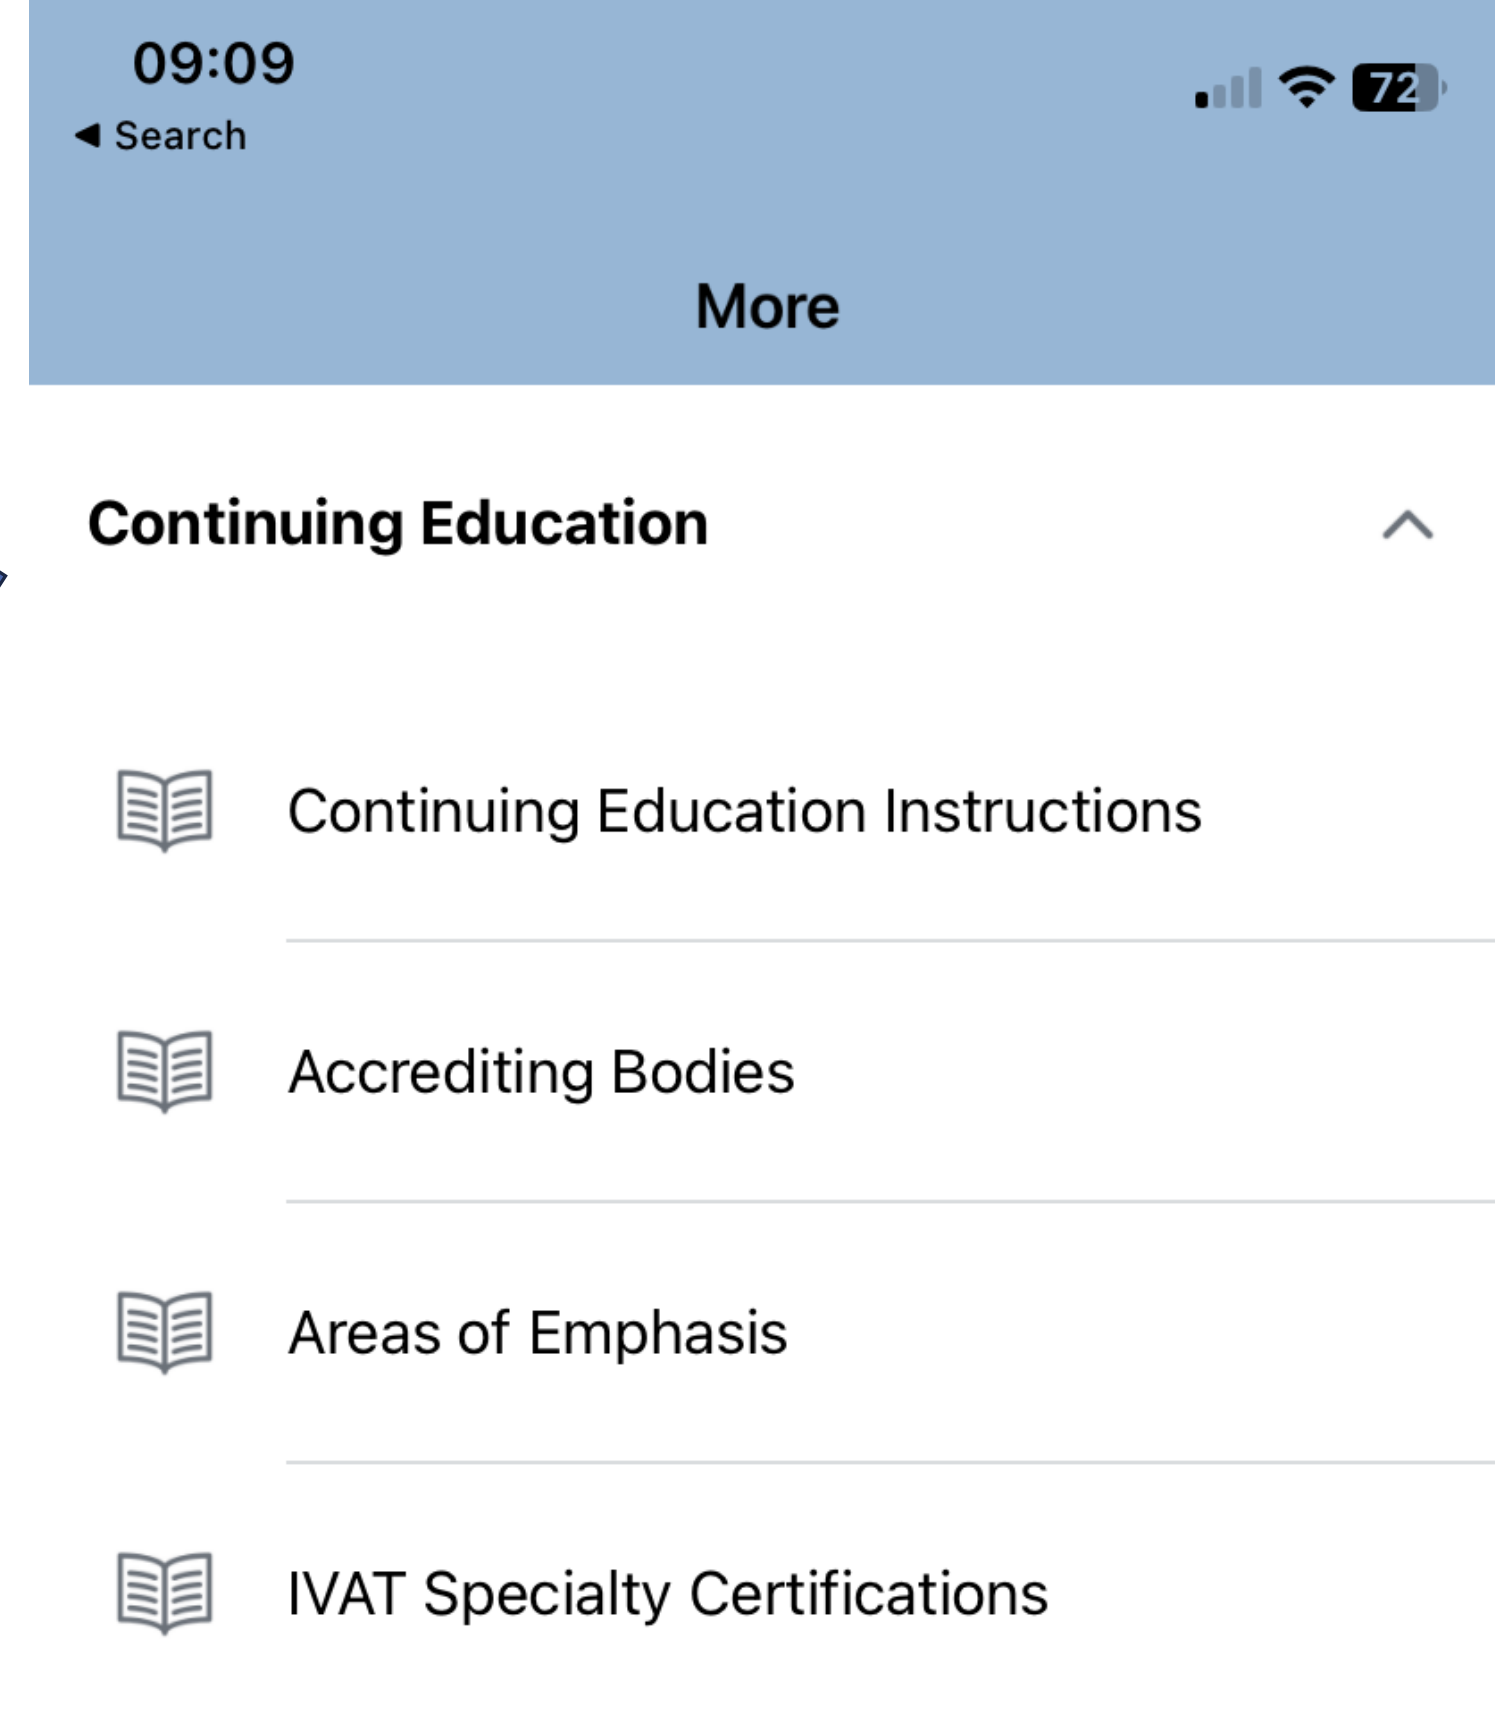 09:09
72
◀ Search
More
Continuing Education
Continuing Education Instructions
Accrediting Bodies
Areas of Emphasis
IVAT Specialty Certifications